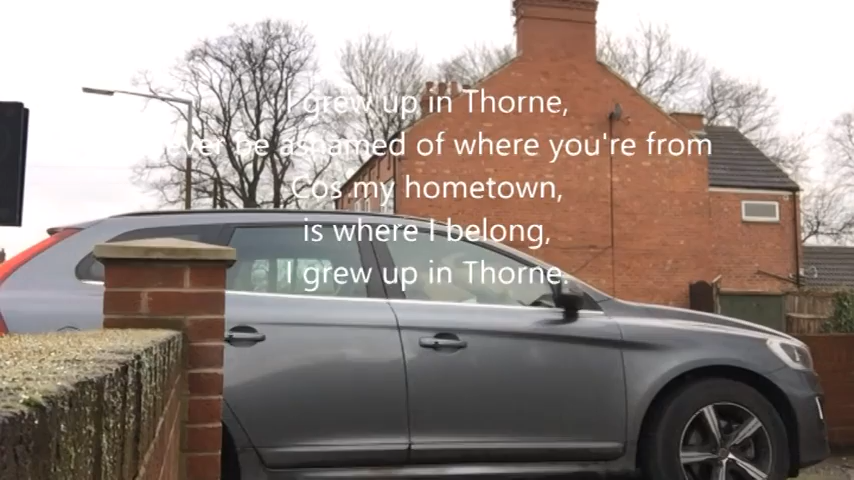 I grew up in Thorne,
Never be ashamed of where you're from
Cos my hometown,
is where I belong,
I grew up in Thorne.